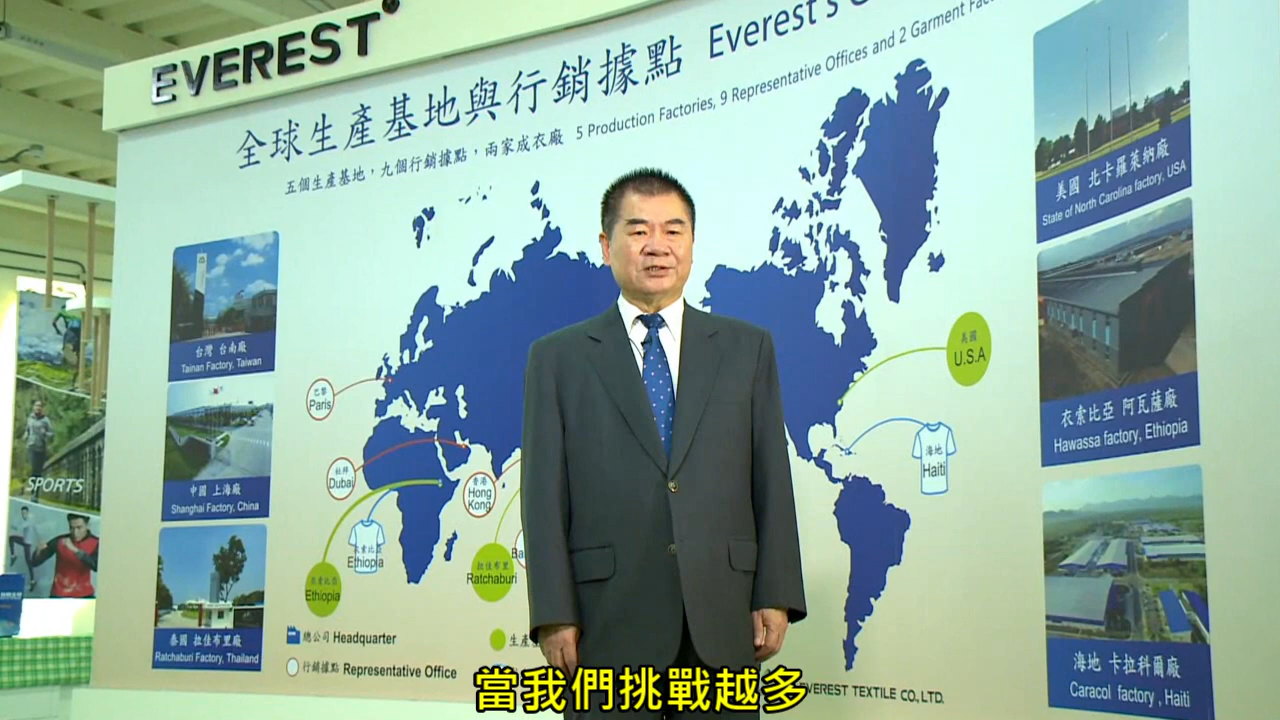 EVEREST
全球生產基地與行銷據點 Everest's
五個生產基地，九個行銷據點，兩家成衣廠 5 Production Factories, 9 Representative Offices and 2 Garment
台灣 台南廠
Tainan Factory, Taiwan
中國 上海廠
Shanghai Factory, China
泰國 拉佳布里廠
Ratchaburi Factory, Thailand
SPORTS
巴黎
Paris
杜拜
Dubai
香港
Hong
Kong
衣索比亞
Ethiopia
衣索比亞
Ethiopia
拉佳布里
Ratchaburi
美國
U.S.A
海地
Haiti
總公司 Headquarter
行銷據點 Representative Office
美國 北卡羅萊納廠
State of North Carolina factory, USA
衣索比亞 阿瓦薩廠
Hawassa factory, Ethiopia
海地 卡拉科爾廠
Caracol factory, Haiti
EVEREST TEXTILE CO., LTD.
當我們挑戰越多